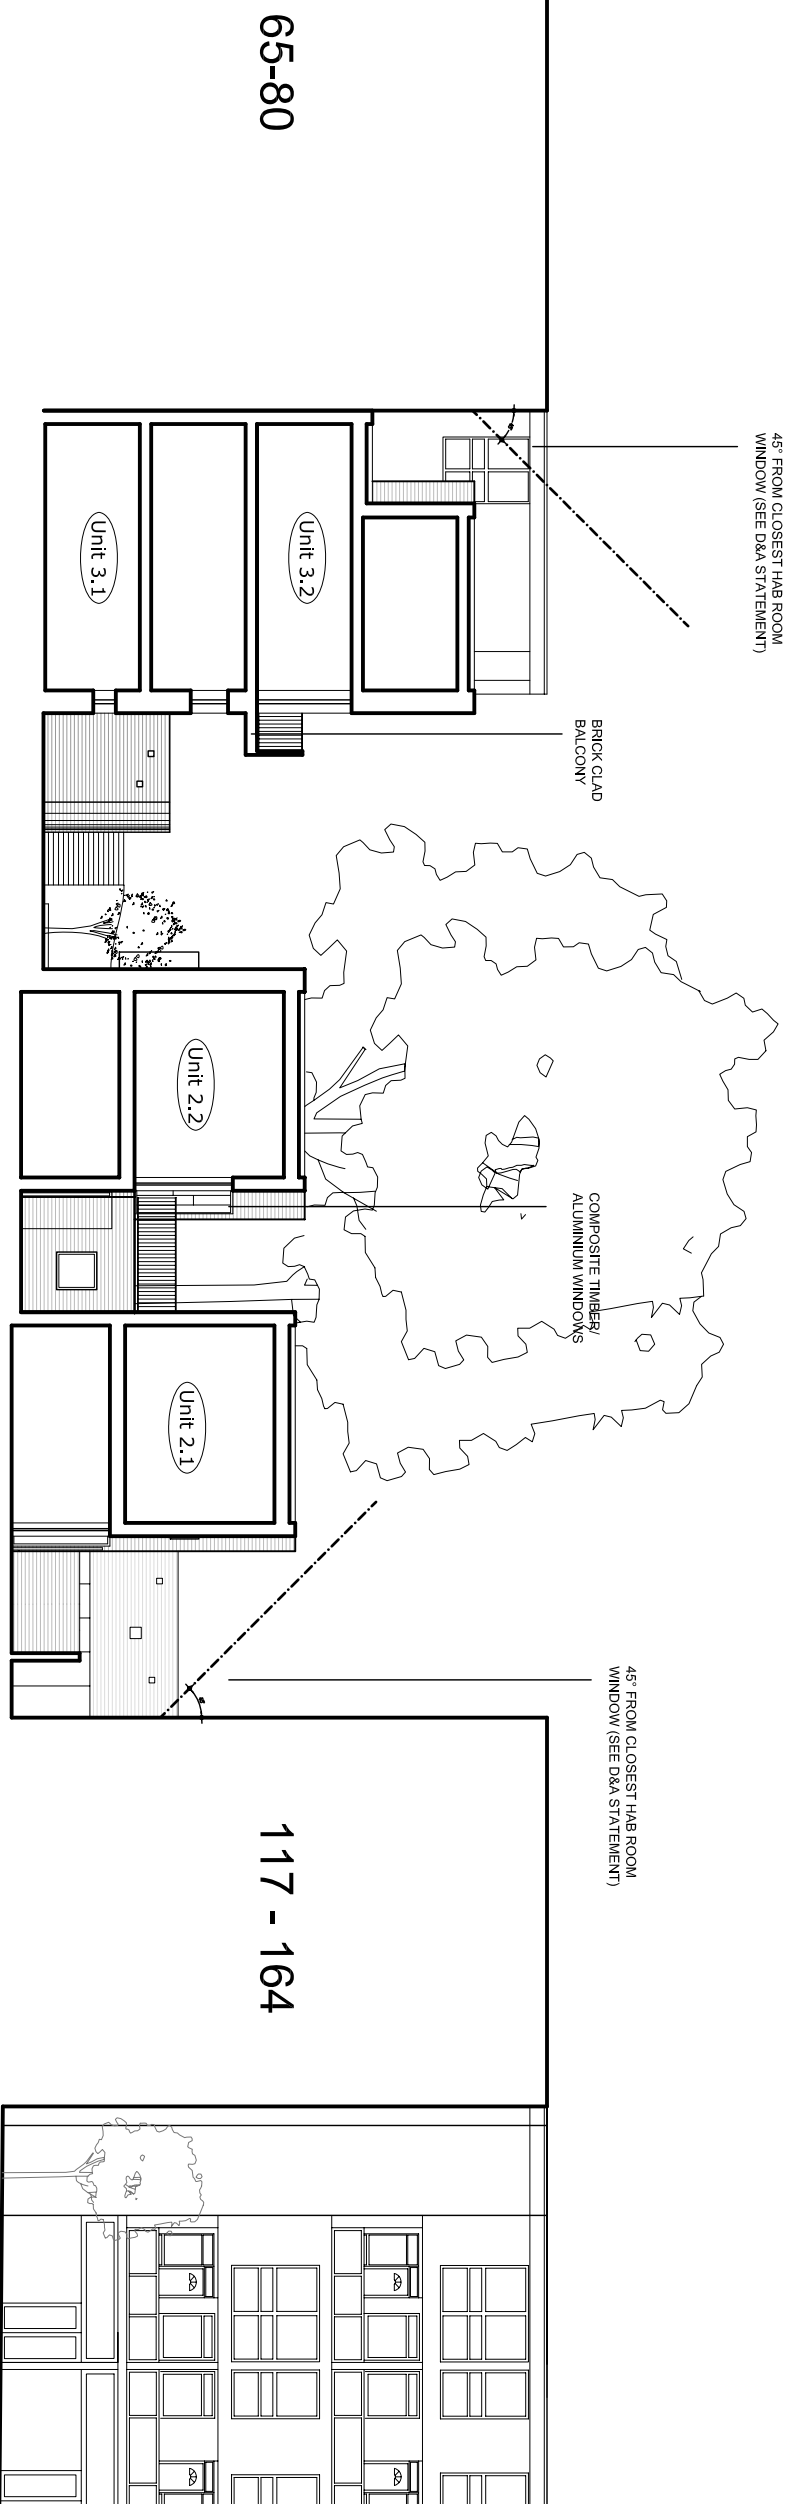 65-80
45° FROM CLOSEST HAB ROOM
WINDOW (SEE D&A STATEMENT)
Unit 3.2
Unit 3.1
BRICK CLAD
BALCONY
Unit 2.2
COMPOSITE TIMBER/
ALUMINIUM WINDOWS
Unit 2.1
45° FROM CLOSEST HAB ROOM
WINDOW (SEE D&A STATEMENT)
117 - 164